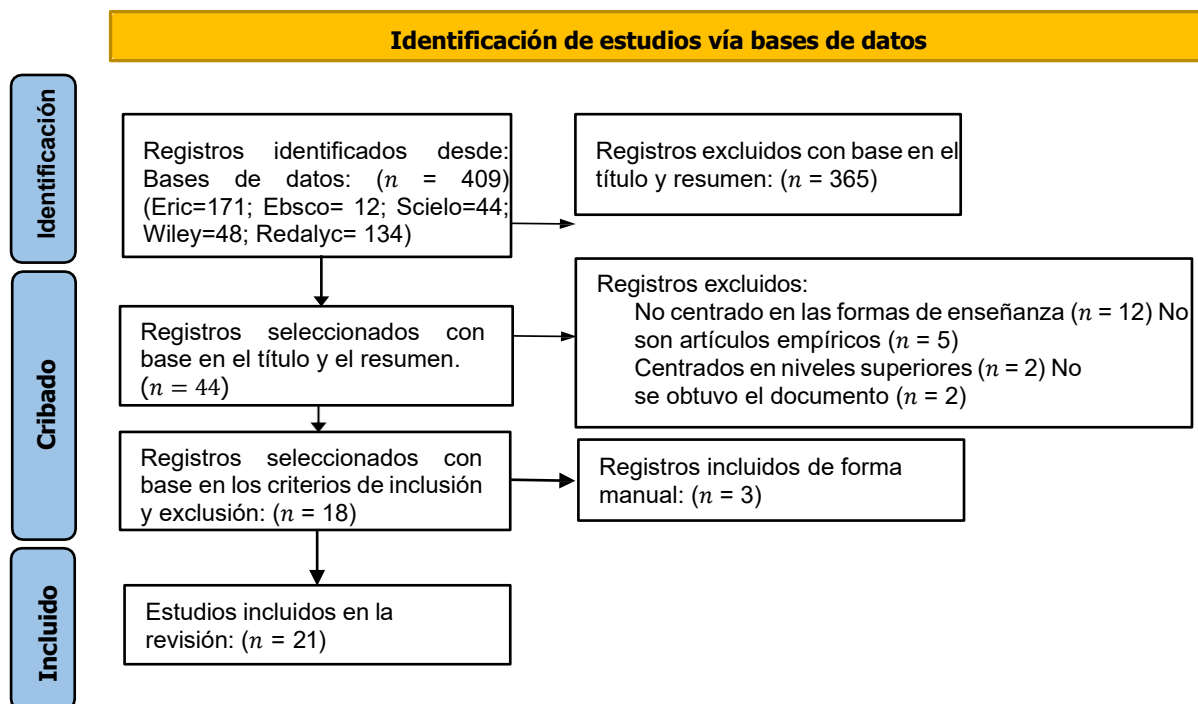 Identificación de estudios vía bases de datos
Identificación
Registros identificados desde:
Bases de datos: (n = 409)
(Eric=171; Ebsco= 12; Scielo=44;
Wiley=48; Redalyc= 134)
Registros excluidos con base en el
título y resumen: (n = 365)
Cribado
Registros seleccionados con
base en el título y el resumen.
(n = 44)
Registros excluidos:
No centrado en las formas de enseñanza (n = 12) No
son artículos empíricos (n = 5)
Centrados en niveles superiores (n = 2) No
se obtuvo el documento (n = 2)
Registros seleccionados con
base en los criterios de inclusión
y exclusión: (n = 18)
Registros incluidos de forma
manual: (n = 3)
Incluido
Estudios incluidos en la
revisión: (n = 21)